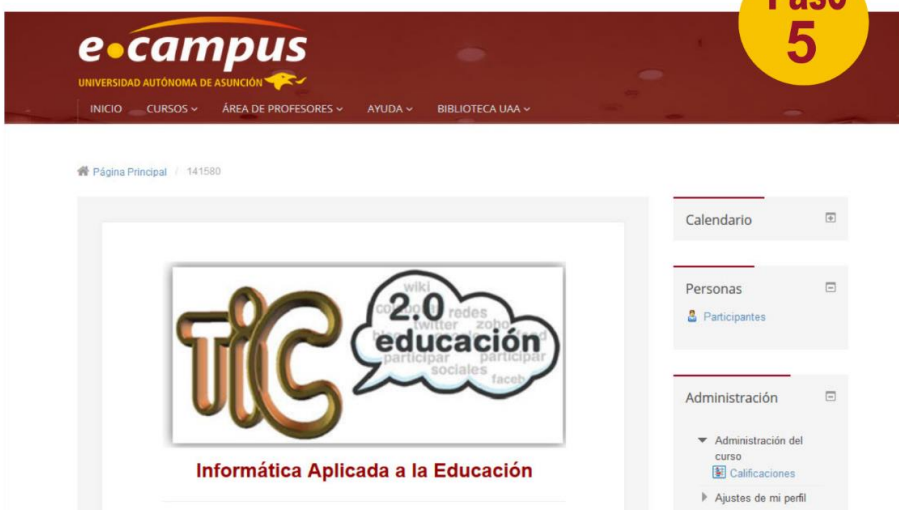 Paso
5
e•campus
UNIVERSIDAD AUTÓNOMA DE ASUNCIÓN
INICIO CURSOS ÁREA DE PROFESORES AYUDA BIBLIOTECA UAA
Página Principal / 141580
Calendario
Personas
Participantes
Administración
Administración del
curso
Calificaciones
Ajustes de mi perfil
TIC
wiki
2.0 redes
twitter zoho
educación
participar participar
sociales
faceb
Informática Aplicada a la Educación